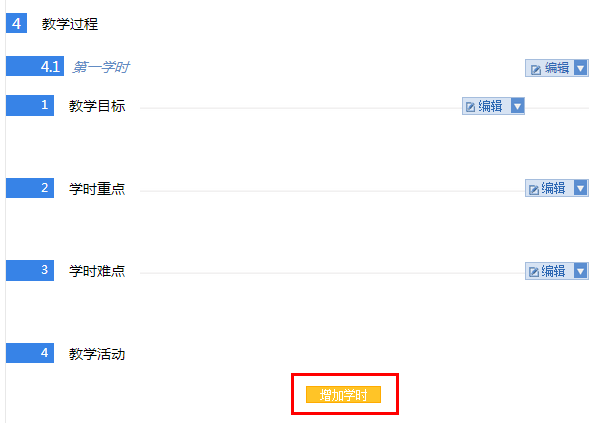 4 教学过程
4.1 第一学时 编辑
1 教学目标 编辑
2 学时重点 编辑
3 学时难点 编辑
4 教学活动
增加学时